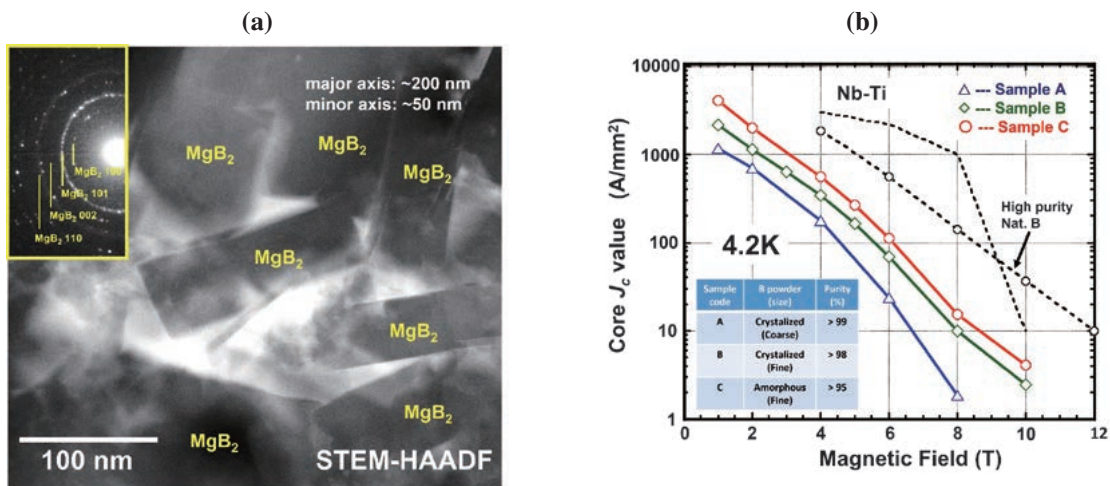 (a)
major axis: ~200 nm
minor axis: ~50 nm
MgB₂
MgB₂
MgB₂
MgB₂ 100
MgB₂ 101
MgB₂ 002
MgB₂ 110
MgB₂
MgB₂
MgB₂
MgB₂
100 nm
STEM-HAADF
(b)
10000
1000
100
10
1
Core Jc value (A/mm²)
Nb-Ti
Sample A
Sample B
Sample C
High purity
Nat. B
4.2K
Sample code
B powder (size)
Purity (%)
A
Crystalized (Coarse)
> 99
B
Crystalized (Fine)
> 98
C
Amorphous (Fine)
> 95
0 2 4 6 8 10 12
Magnetic Field (T)